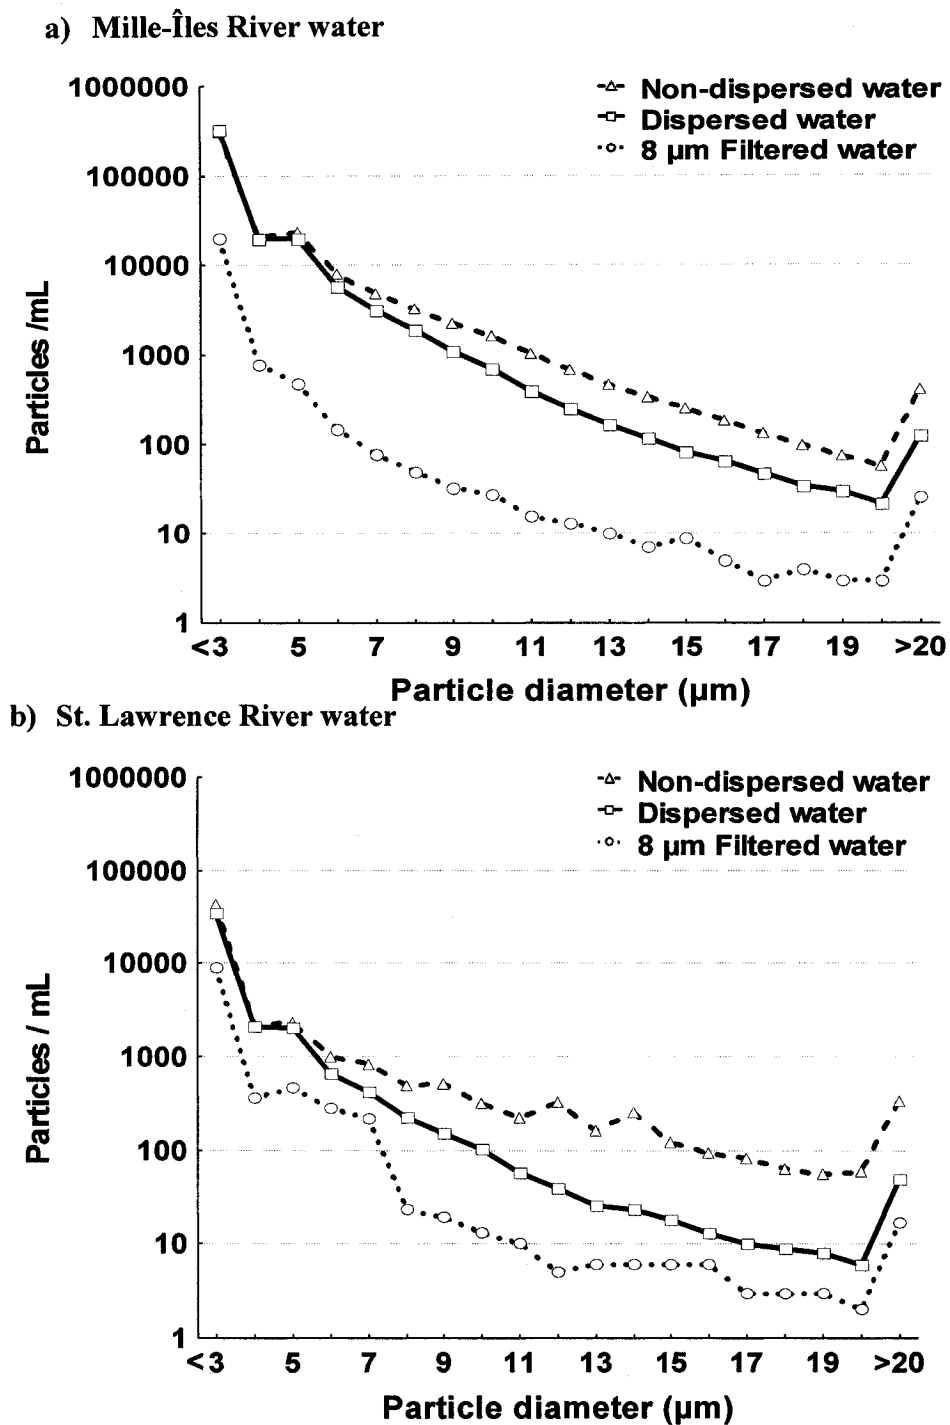 a) Mille-Îles River water
1000000
100000
10000
1000
100
10
1
Particles /mL
Non-dispersed water
Dispersed water
8 µm Filtered water
<3 5 7 9 11 13 15 17 19 >20
Particle diameter (µm)
b) St. Lawrence River water
1000000
100000
10000
1000
100
10
1
Particles / mL
Non-dispersed water
Dispersed water
8 µm Filtered water
<3 5 7 9 11 13 15 17 19 >20
Particle diameter (µm)